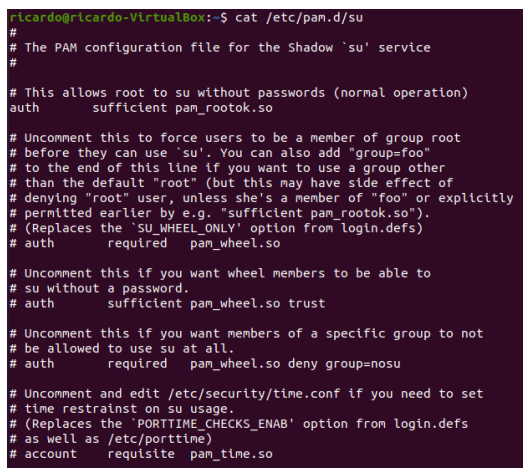 ricardo@ricardo-VirtualBox:~$ cat /etc/pam.d/su
#
# The PAM configuration file for the Shadow `su' service
#

# This allows root to su without passwords (normal operation)
auth       sufficient pam_rootok.so

# Uncomment this to force users to be a member of group root
# before they can use `su'. You can also add "group=foo"
# to the end of this line if you want to use a group other
# than the default "root" (but this may have side effect of
# denying "root" user, unless she's a member of "foo" or explicitly
# permitted earlier by e.g. "sufficient pam_rootok.so").
# (Replaces the `SU_WHEEL_ONLY' option from login.defs)
# auth       required   pam_wheel.so

# Uncomment this if you want wheel members to be able to
# su without a password.
# auth       sufficient pam_wheel.so trust

# Uncomment this if you want members of a specific group to not
# be allowed to use su at all.
# auth       required   pam_wheel.so deny group=nosu

# Uncomment and edit /etc/security/time.conf if you need to set
# time restrainst on su usage.
# (Replaces the `PORTTIME_CHECKS_ENAB' option from login.defs
# as well as /etc/porttime)
# account    requisite  pam_time.so